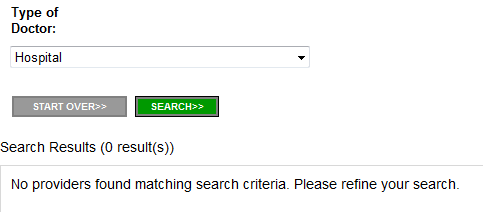 Type of
Doctor:
Hospital
START OVER>>
SEARCH>>
Search Results (0 result(s))
No providers found matching search criteria. Please refine your search.